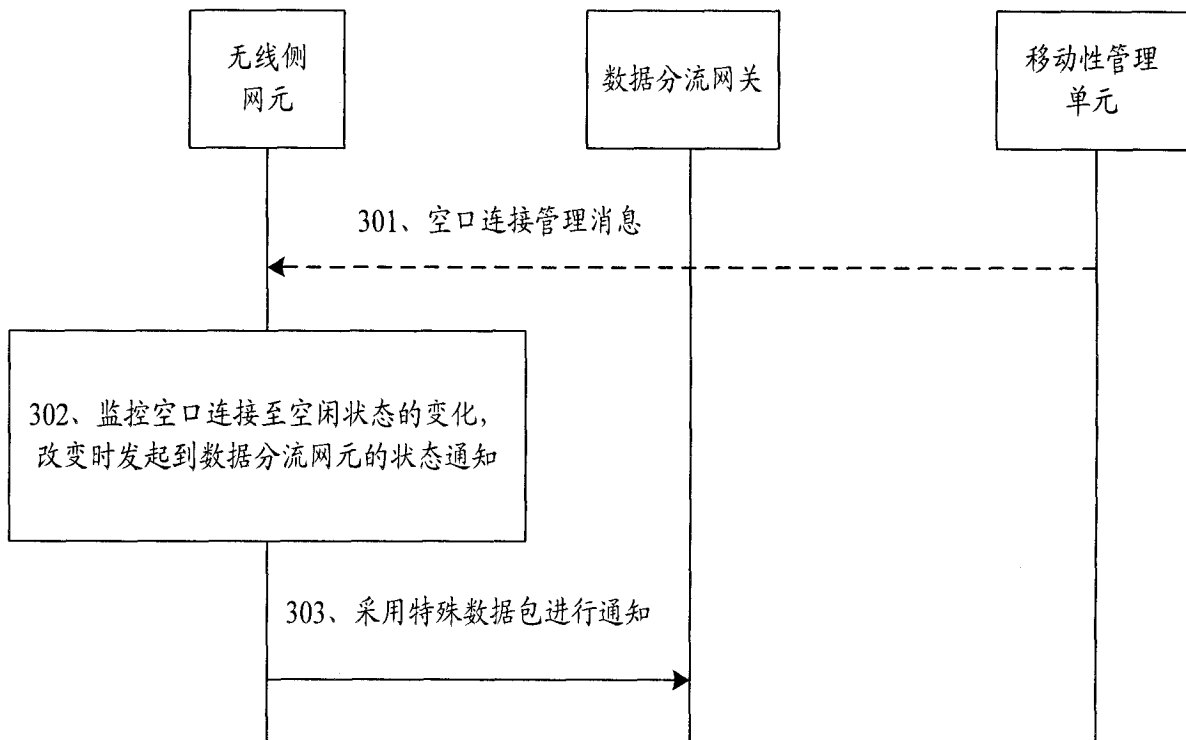 无线侧
网元
数据分流网关
移动性管理
单元
301、空口连接管理消息
302、监控空口连接至空闲状态的变化，
改变时发起到数据分流网元的状态通知
303、采用特殊数据包进行通知